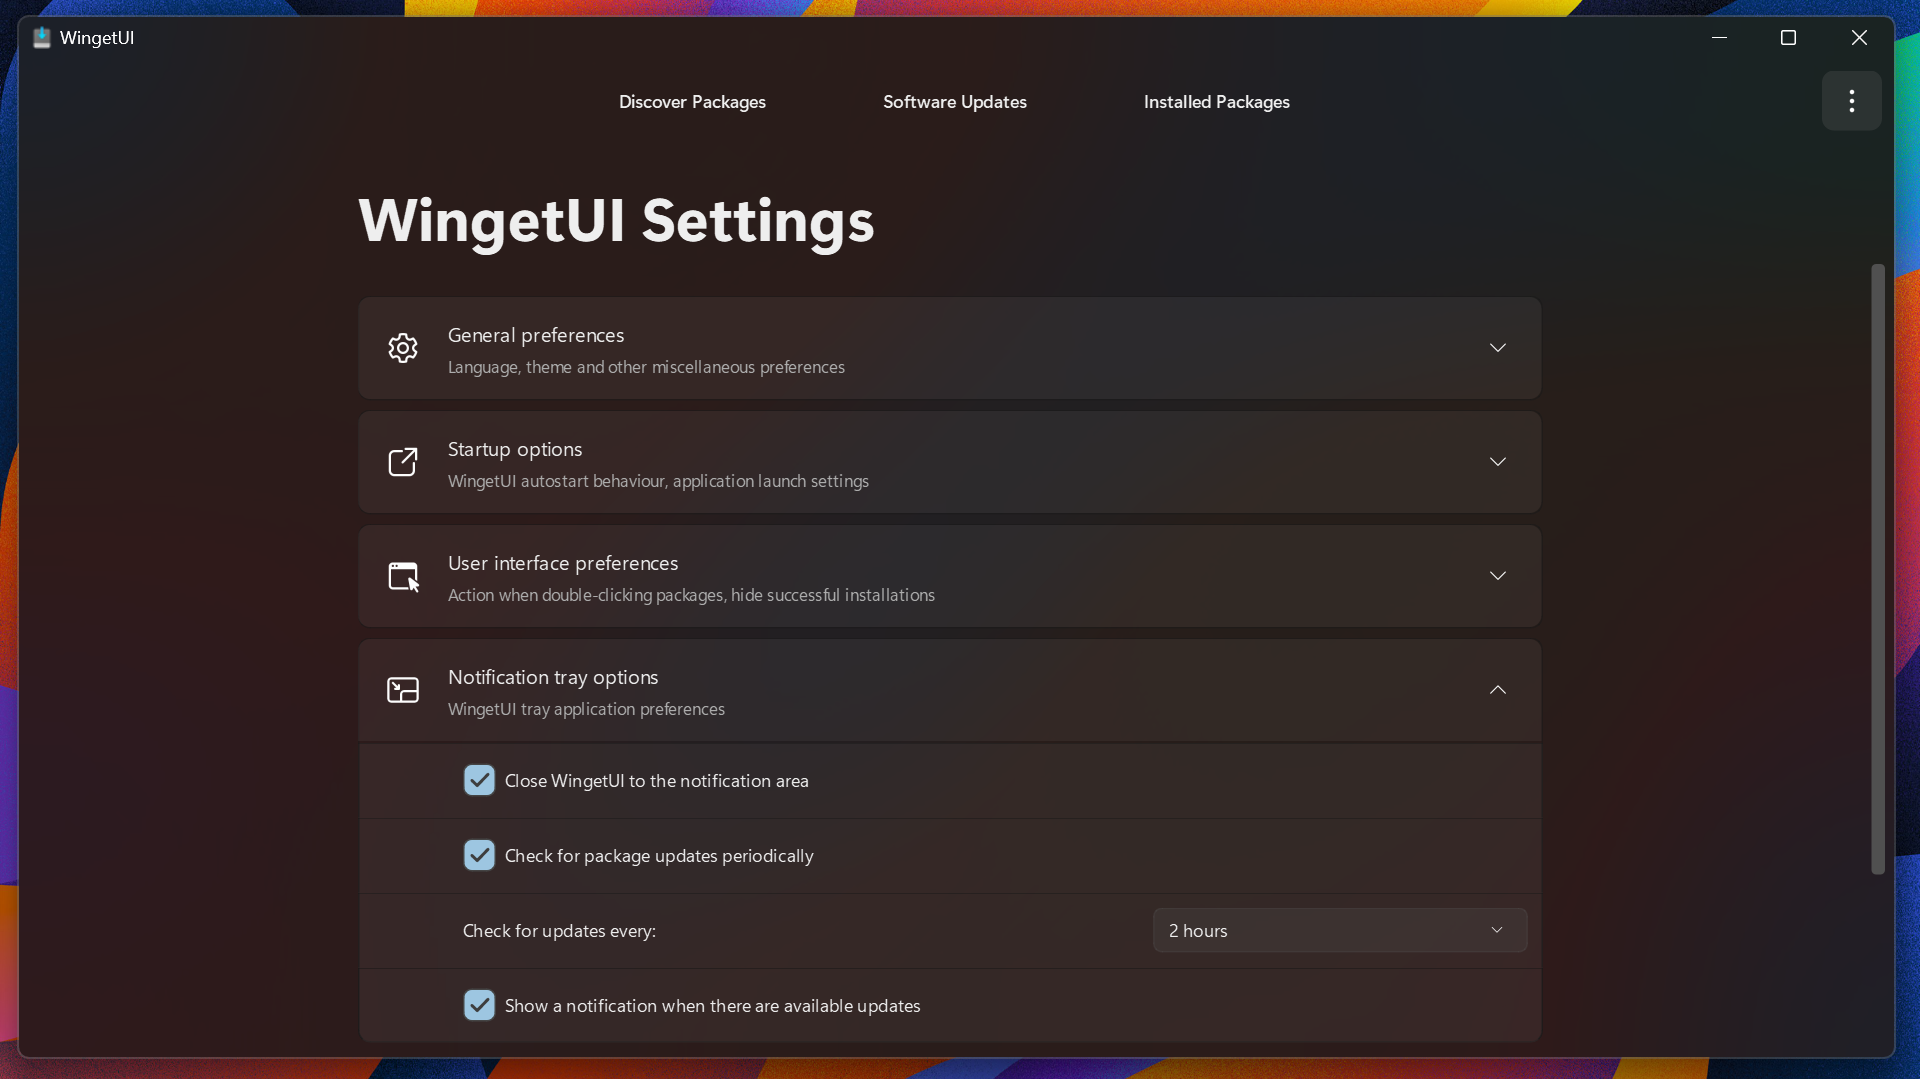 WingetUI
Discover Packages
Software Updates
Installed Packages
WingetUI Settings
General preferences
Language, theme and other miscellaneous preferences
Startup options
WingetUI autostart behaviour, application launch settings
User interface preferences
Action when double-clicking packages, hide successful installations
Notification tray options
WingetUI tray application preferences
Close WingetUI to the notification area
Check for package updates periodically
Check for updates every:
2 hours
Show a notification when there are available updates